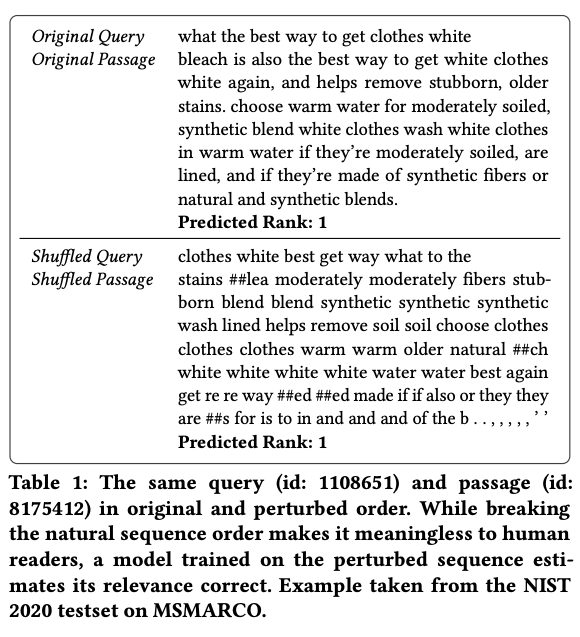 Original Query what the best way to get clothes white
Original Passage bleach is also the best way to get white clothes
white again, and helps remove stubborn, older
stains. choose warm water for moderately soiled,
synthetic blend white clothes wash white clothes
in warm water if they’re moderately soiled, are
lined, and if they’re made of synthetic fibers or
natural and synthetic blends.
Predicted Rank: 1
Shuffled Query clothes white best get way what to the
Shuffled Passage stains ##lea moderately moderately fibers stub-
born blend blend synthetic synthetic synthetic
wash lined helps remove soil soil choose clothes
clothes clothes warm warm older natural ##ch
white white white white water water best again
get re re way ##ed ##ed made if if also or they they
are ##s for is to in and and and of the b . . , , , , , ’ ’
Predicted Rank: 1
Table 1: The same query (id: 1108651) and passage (id:
8175412) in original and perturbed order. While breaking
the natural sequence order makes it meaningless to human
readers, a model trained on the perturbed sequence esti-
mates its relevance correct. Example taken from the NIST
2020 testset on MSMARCO.